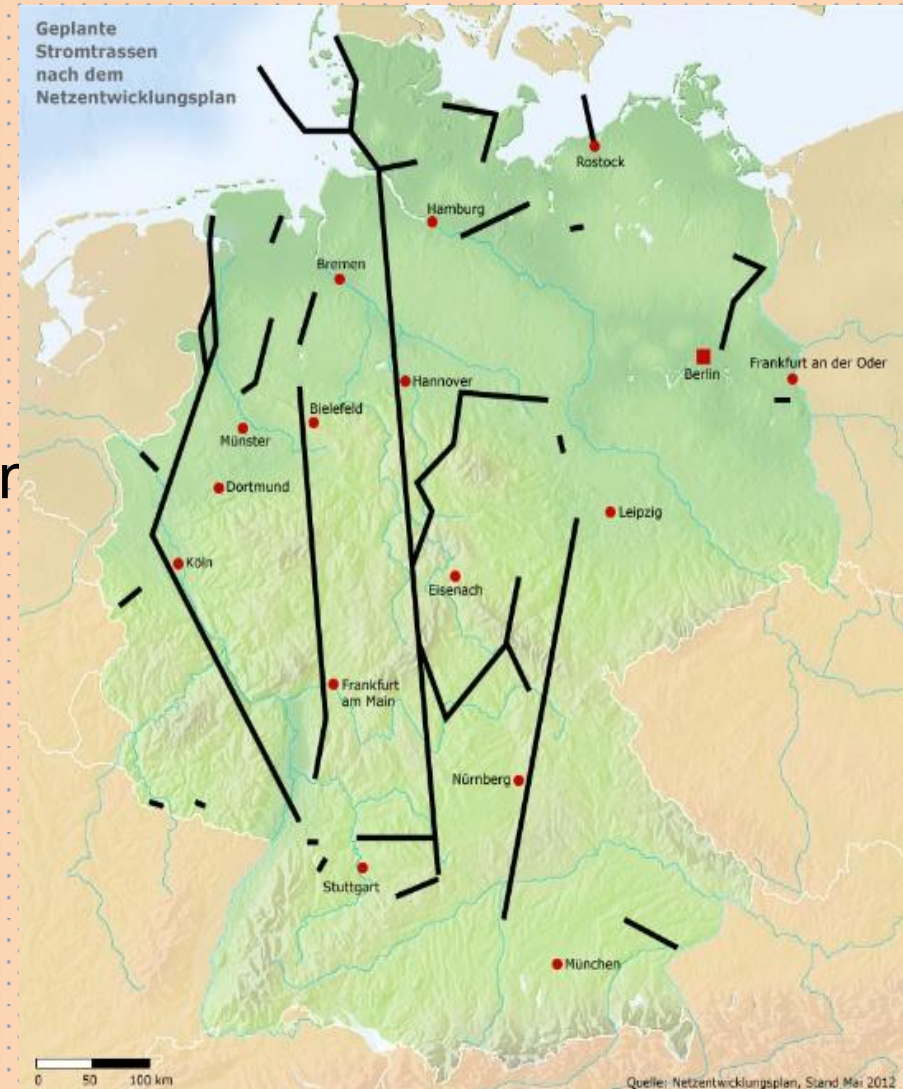 Geplante
Stromtrassen
nach dem
Netzentwicklungsplan
Rostock
Hamburg
Bremen
Berlin
Frankfurt an der Oder
Hannover
Bielefeld
Münster
r
Dortmund
Leipzig
Köln
Eisenach
Frankfurt
am Main
Nürnberg
Stuttgart
München
0 50 100 km
Quelle: Netzentwicklungsplan, Stand Mai 2012